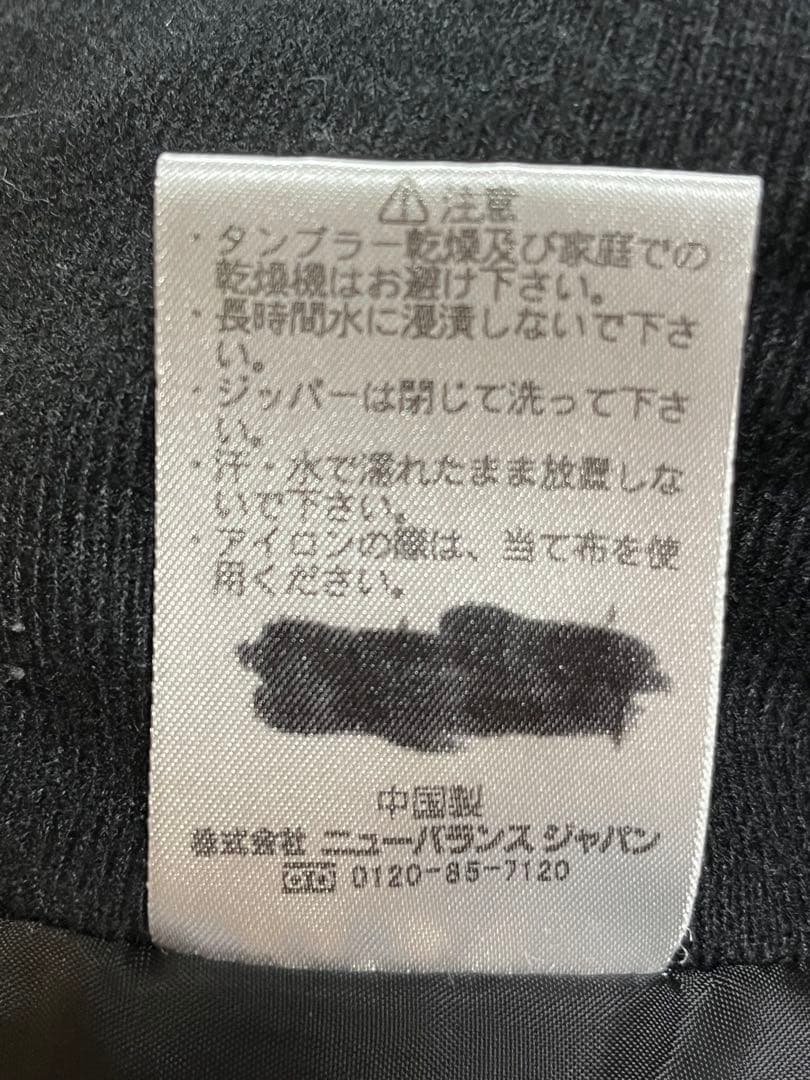 ⚠注意
・タンブラー乾燥及び家庭での
乾燥機はお避け下さい。
・長時間水に浸漬しないで下さ
い。
・ジッパーは閉じて洗って下さ
い。
・汗・水で濡れたまま放置しな
いで下さい。
・アイロンの際は、当て布を使
用ください。
中国製
株式会社 ニューバランス ジャパン
0120-85-7120